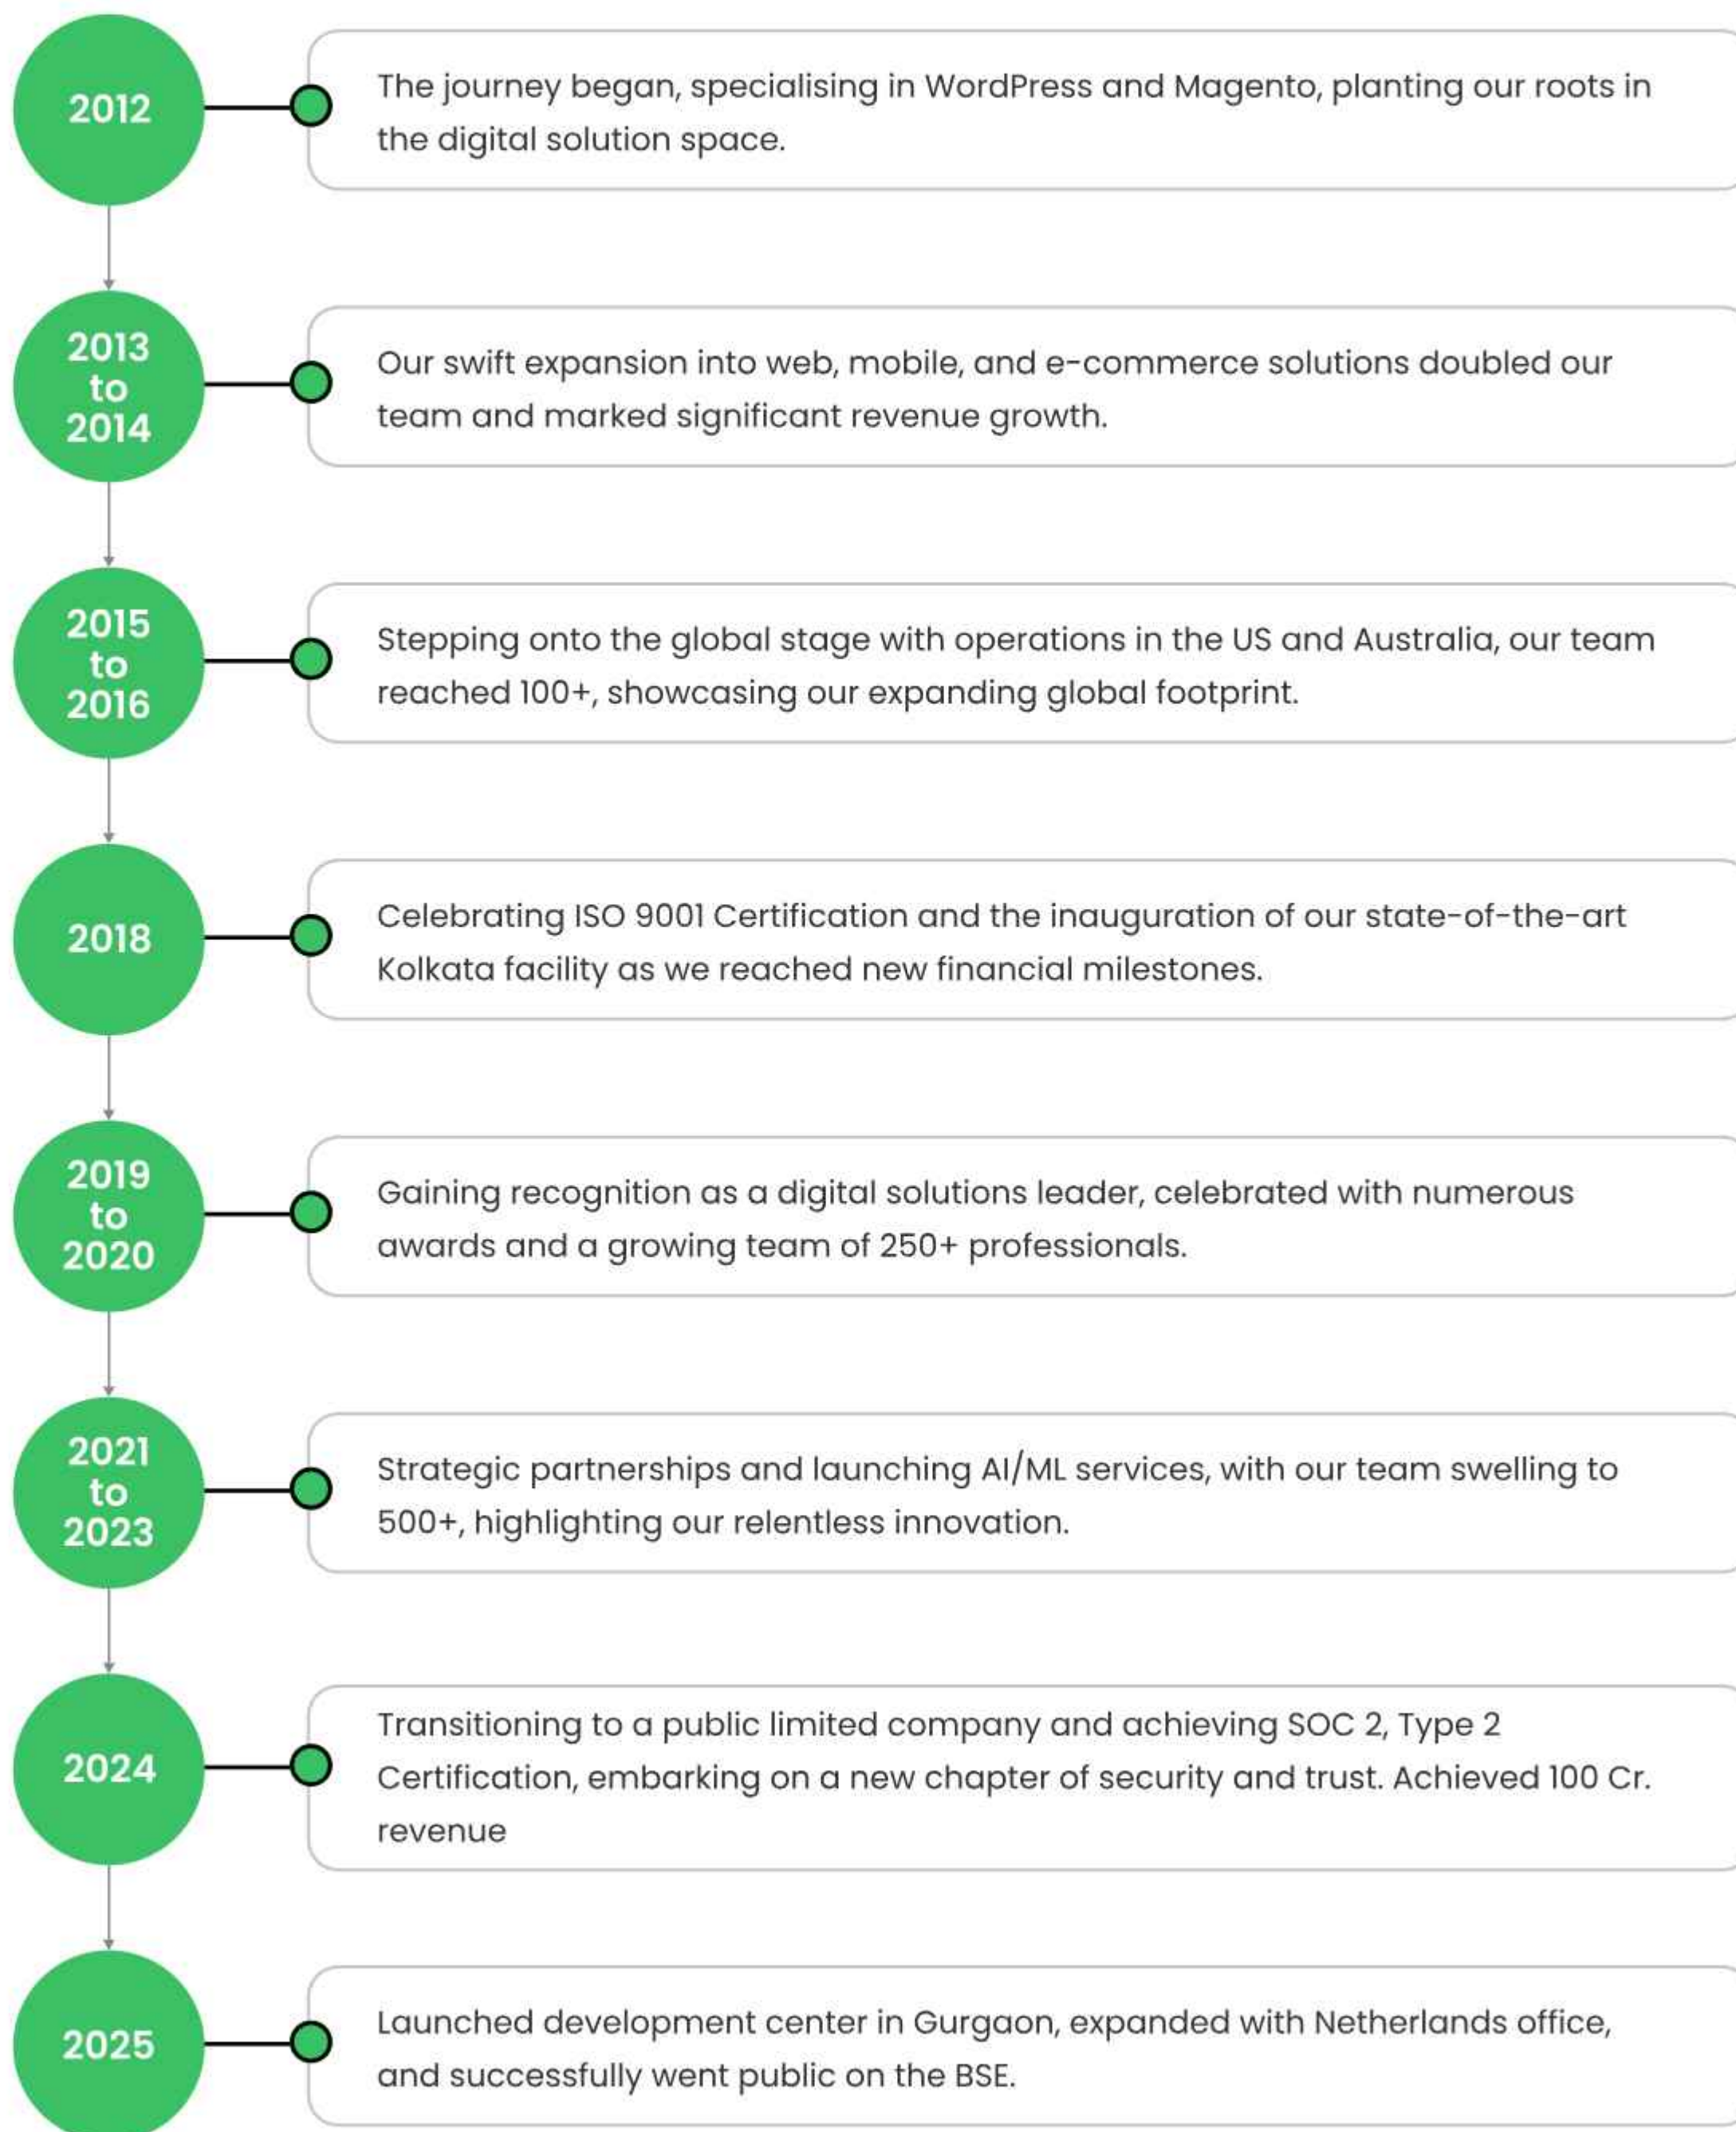 2012
The journey began, specialising in WordPress and Magento, planting our roots in
the digital solution space.
2013
to
2014
Our swift expansion into web, mobile, and e-commerce solutions doubled our
team and marked significant revenue growth.
2015
to
2016
Stepping onto the global stage with operations in the US and Australia, our team
reached 100+, showcasing our expanding global footprint.
2018
Celebrating ISO 9001 Certification and the inauguration of our state-of-the-art
Kolkata facility as we reached new financial milestones.
2019
to
2020
Gaining recognition as a digital solutions leader, celebrated with numerous
awards and a growing team of 250+ professionals.
2021
to
2023
Strategic partnerships and launching AI/ML services, with our team swelling to
500+, highlighting our relentless innovation.
2024
Transitioning to a public limited company and achieving SOC 2, Type 2
Certification, embarking on a new chapter of security and trust. Achieved 100 Cr.
revenue
2025
Launched development center in Gurgaon, expanded with Netherlands office,
and successfully went public on the BSE.